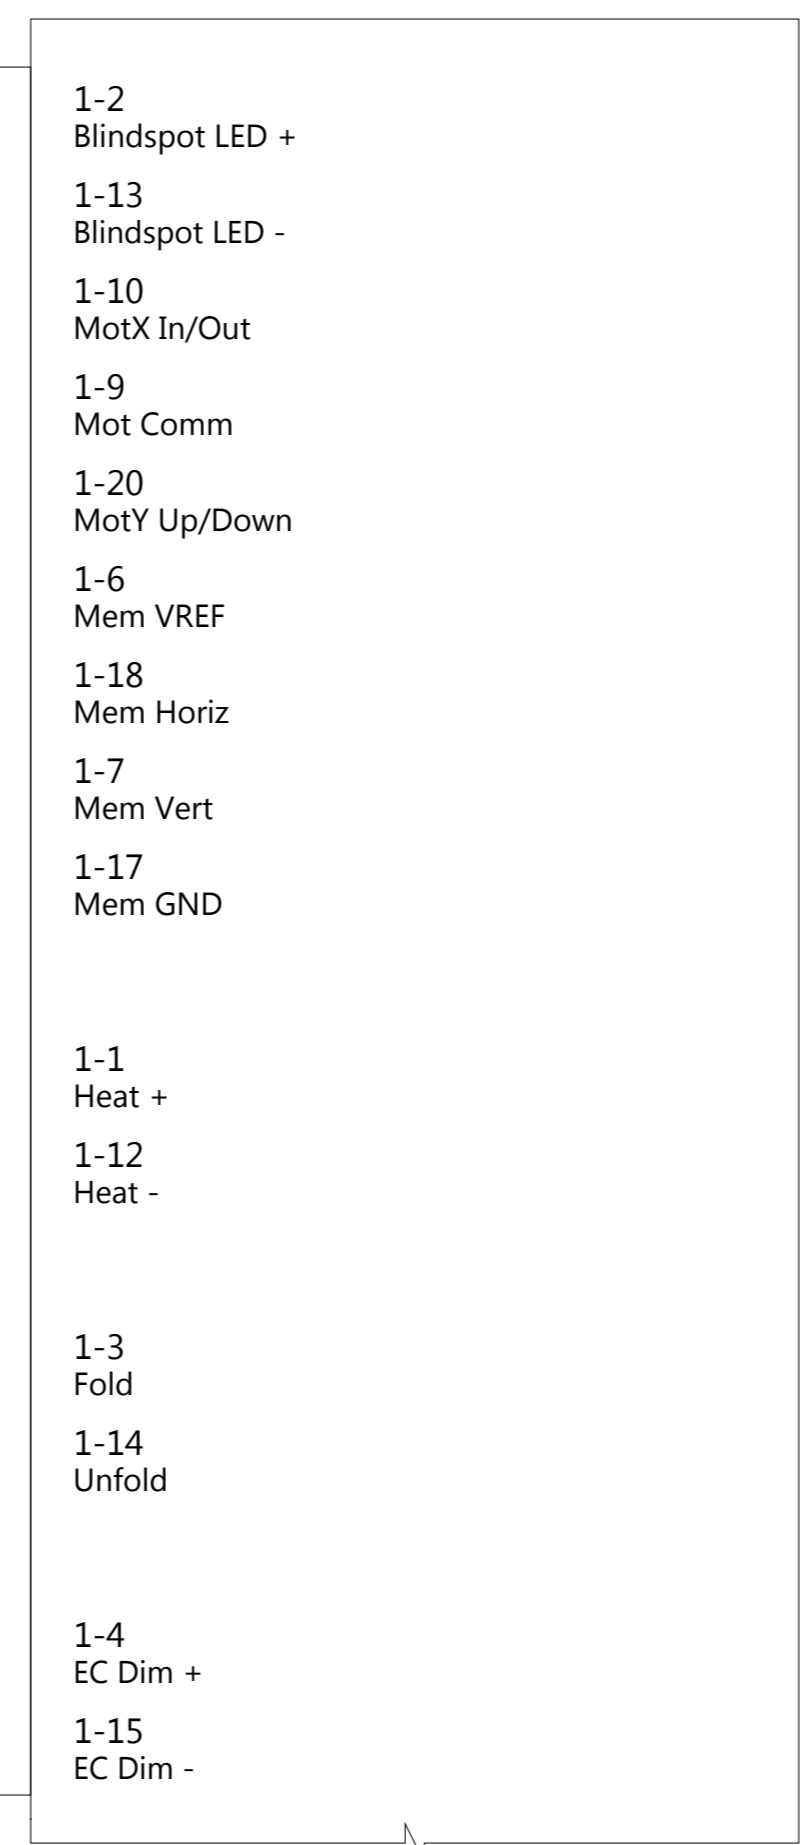 1-2
Blindspot LED +
1-13
Blindspot LED -
1-10
MotX In/Out
1-9
Mot Comm
1-20
MotY Up/Down
1-6
Mem VREF
1-18
Mem Horiz
1-7
Mem Vert
1-17
Mem GND
1-1
Heat +
1-12
Heat -
1-3
Fold
1-14
Unfold
1-4
EC Dim +
1-15
EC Dim -